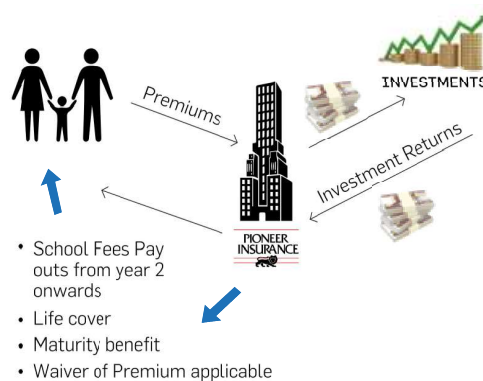 Premiums
INVESTMENTS
Investment Returns
PIONEER
INSURANCE
• School Fees Pay
outs from year 2
onwards
• Life cover
• Maturity benefit
• Waiver of Premium applicable